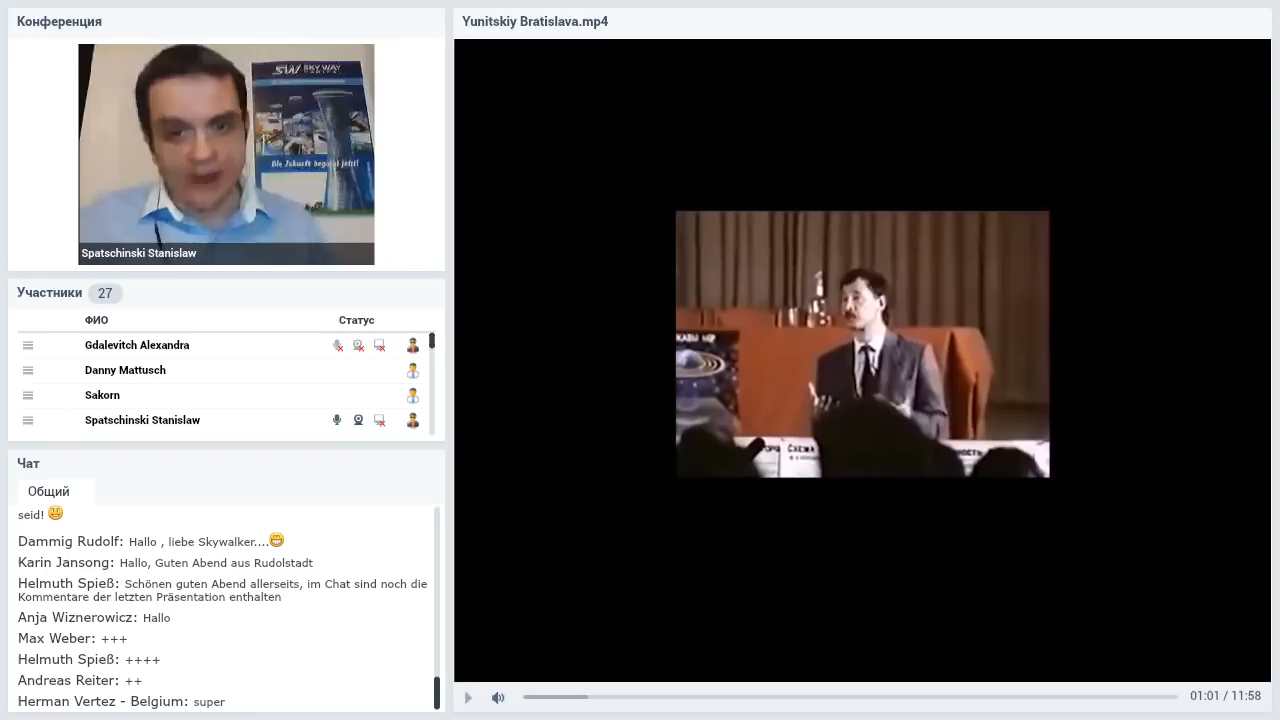 Конференция
SW SKY WAY
CAPITAL
Die Zukunft beginnt jetzt!
Spatschinski Stanislaw
Участники 27
ФИО Статус
Gdalevitch Alexandra
Danny Mattusch
Sakorn
Spatschinski Stanislaw
Чат
Общий
seid!
Dammig Rudolf: Hallo , liebe Skywalker....
Karin Jansong: Hallo, Guten Abend aus Rudolstadt
Helmuth Spieß: Schönen guten Abend allerseits, im Chat sind noch die
Kommentare der letzten Präsentation enthalten
Anja Wiznerowicz: Hallo
Max Weber: +++
Helmuth Spieß: ++++
Andreas Reiter: ++
Herman Vertez - Belgium: super
Yunitskiy Bratislava.mp4
СХЕМА
01:01 / 11:58